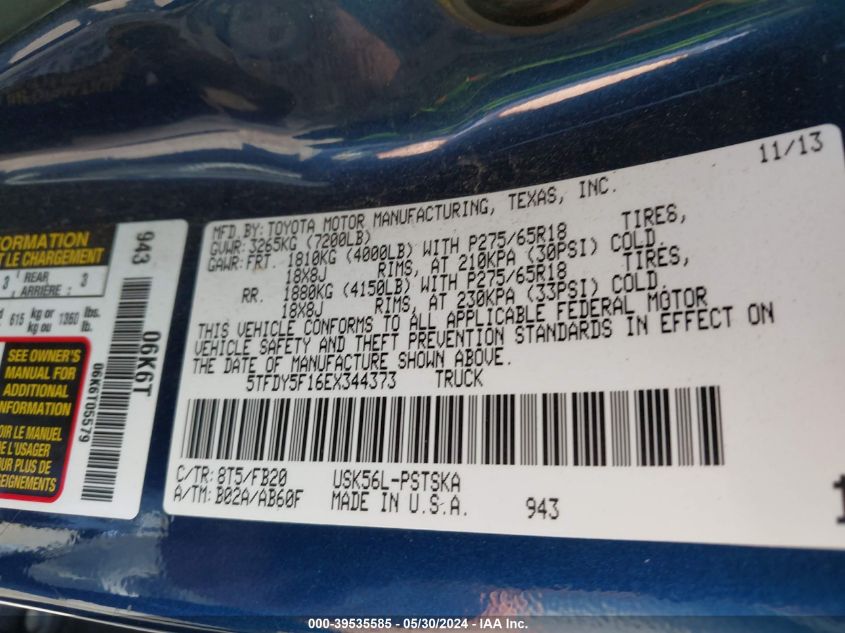 11/13
MFD.BY: TOYOTA MOTOR MANUFACTURING, TEXAS, INC.
GVWR: 3265KG (7200LB)
GAWR: FRT. 1810KG (4000LB) WITH P275/65R18 TIRES,
18X8J RIMS, AT 210KPA (30PSI) COLD.
RR. 1880KG (4150LB) WITH P275/65R18 TIRES,
18X8J RIMS, AT 230KPA (33PSI) COLD.
THIS VEHICLE CONFORMS TO ALL APPLICABLE FEDERAL MOTOR
VEHICLE SAFETY AND THEFT PREVENTION STANDARDS IN EFFECT ON
THE DATE OF MANUFACTURE SHOWN ABOVE.
5TFDY5F16EX344373 TRUCK
C/TR: 8T5/FB20 USK56L-PSTSKA
A/TM: B02A/AB60F MADE IN U.S.A. 943
943
LE CHARGEMENT
3 REAR 3
ARRIÈRE :
615 kg or 1360 lbs.
kg ou lb.
06K6T
06K6T05579
SEE OWNER'S
MANUAL FOR
ADDITIONAL
INFORMATION
LE MANUEL
L'USAGER
PLUS DE
000-39535585 - 05/30/2024 - IAA Inc.